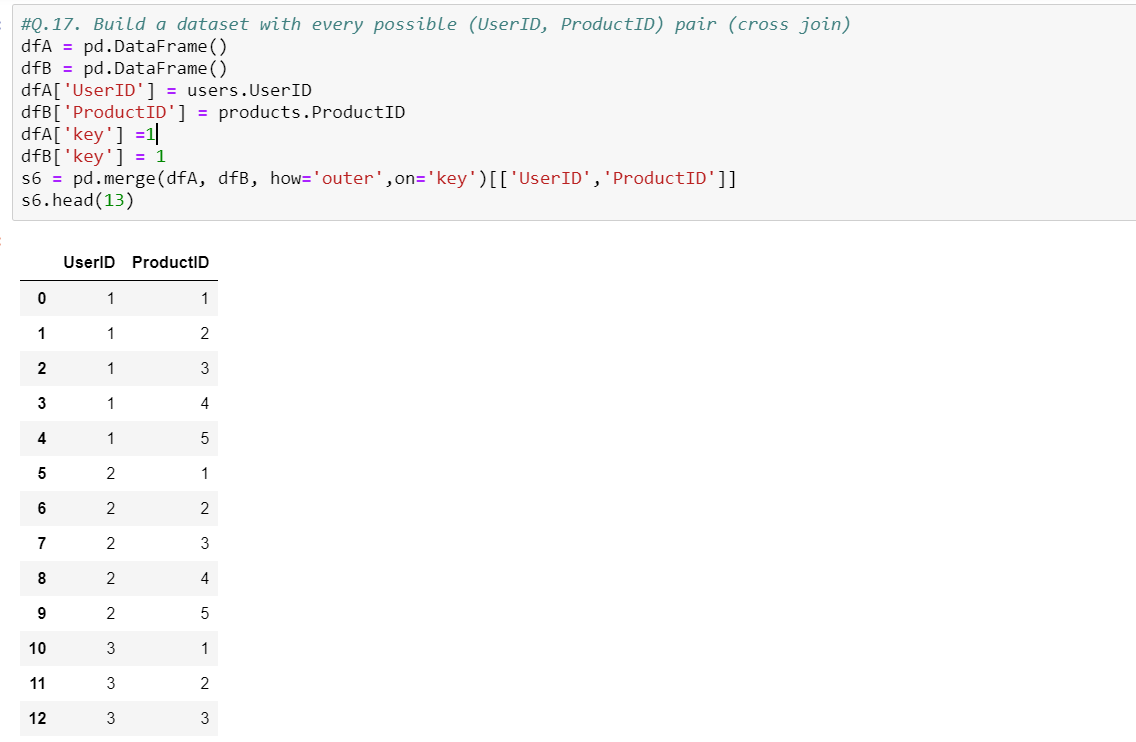 #Q.17. Build a dataset with every possible (UserID, ProductID) pair (cross join)
dfA = pd.DataFrame()
dfB = pd.DataFrame()
dfA['UserID'] = users.UserID
dfB['ProductID'] = products.ProductID
dfA['key'] =1
dfB['key'] = 1
s6 = pd.merge(dfA, dfB, how='outer',on='key')[['UserID','ProductID']]
s6.head(13)
UserID ProductID
0 1 1
1 1 2
2 1 3
3 1 4
4 1 5
5 2 1
6 2 2
7 2 3
8 2 4
9 2 5
10 3 1
11 3 2
12 3 3